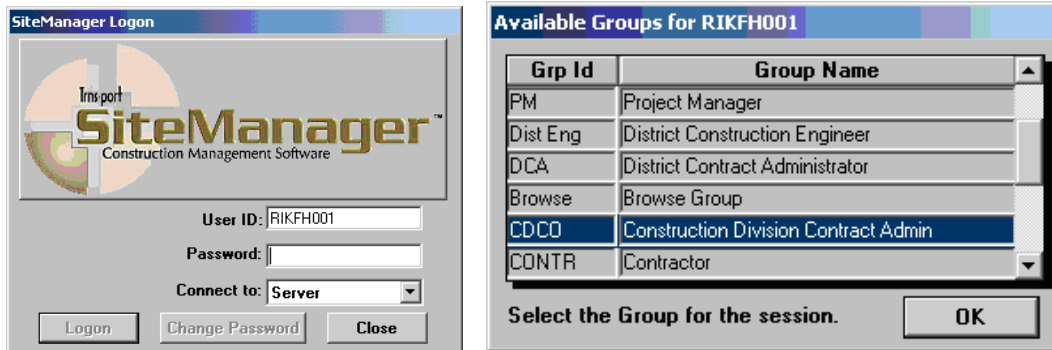 SiteManager Logon
Trns·port
SiteManager™
Construction Management Software
User ID: RIKFH001
Password:
Connect to: Server
Logon Change Password Close
Available Groups for RIKFH001
Grp Id Group Name
PM Project Manager
Dist Eng District Construction Engineer
DCA District Contract Administrator
Browse Browse Group
CDCO Construction Division Contract Admin
CONTR Contractor
Select the Group for the session. OK